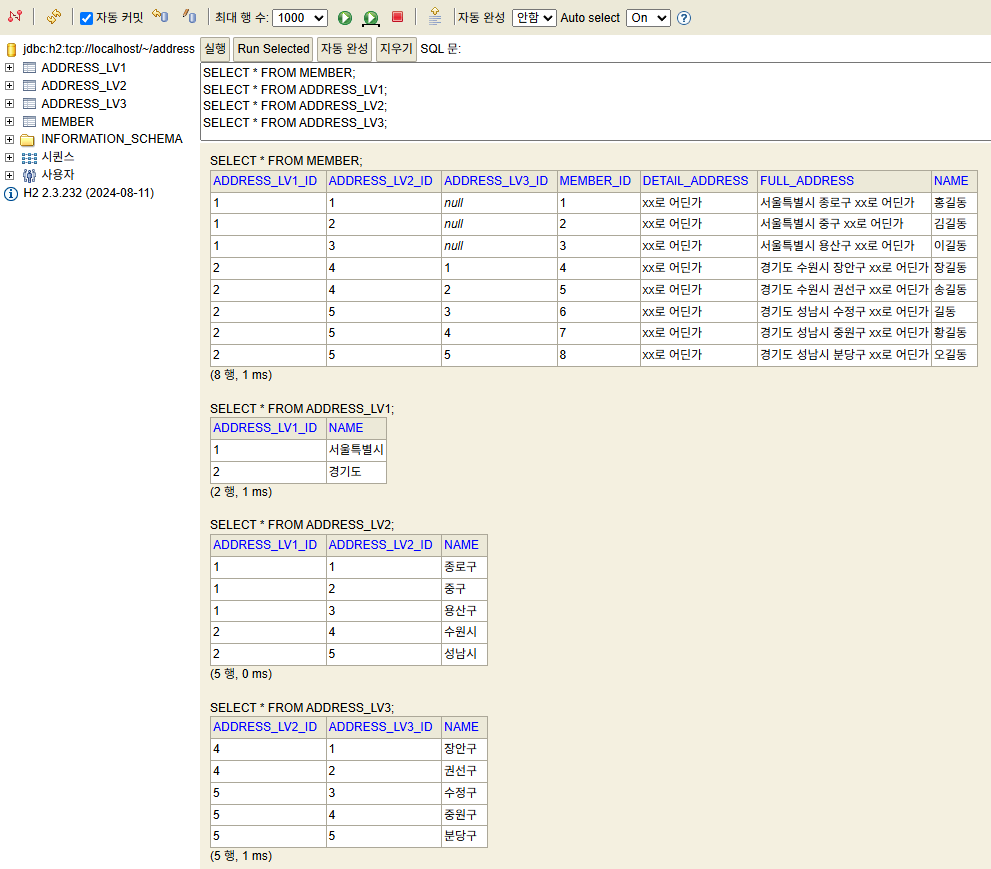 자동 커밋 최대 행 수: 1000 자동 완성 안함 Auto select On
jdbc:h2:tcp://localhost/~/address
ADDRESS_LV1
ADDRESS_LV2
ADDRESS_LV3
MEMBER
INFORMATION_SCHEMA
시퀀스
사용자
H2 2.3.232 (2024-08-11)
실행 Run Selected 자동 완성 지우기 SQL 문:
SELECT * FROM MEMBER;
SELECT * FROM ADDRESS_LV1;
SELECT * FROM ADDRESS_LV2;
SELECT * FROM ADDRESS_LV3;
SELECT * FROM MEMBER;
ADDRESS_LV1_ID ADDRESS_LV2_ID ADDRESS_LV3_ID MEMBER_ID DETAIL_ADDRESS FULL_ADDRESS NAME
1 1 null 1 xx로 어딘가 서울특별시 종로구 xx로 어딘가 홍길동
1 2 null 2 xx로 어딘가 서울특별시 중구 xx로 어딘가 김길동
1 3 null 3 xx로 어딘가 서울특별시 용산구 xx로 어딘가 이길동
2 4 1 4 xx로 어딘가 경기도 수원시 장안구 xx로 어딘가 장길동
2 4 2 5 xx로 어딘가 경기도 수원시 권선구 xx로 어딘가 송길동
2 5 3 6 xx로 어딘가 경기도 성남시 수정구 xx로 어딘가 길동
2 5 4 7 xx로 어딘가 경기도 성남시 중원구 xx로 어딘가 황길동
2 5 5 8 xx로 어딘가 경기도 성남시 분당구 xx로 어딘가 오길동
(8 행, 1 ms)
SELECT * FROM ADDRESS_LV1;
ADDRESS_LV1_ID NAME
1 서울특별시
2 경기도
(2 행, 1 ms)
SELECT * FROM ADDRESS_LV2;
ADDRESS_LV1_ID ADDRESS_LV2_ID NAME
1 1 종로구
1 2 중구
1 3 용산구
2 4 수원시
2 5 성남시
(5 행, 0 ms)
SELECT * FROM ADDRESS_LV3;
ADDRESS_LV2_ID ADDRESS_LV3_ID NAME
4 1 장안구
4 2 권선구
5 3 수정구
5 4 중원구
5 5 분당구
(5 행, 1 ms)